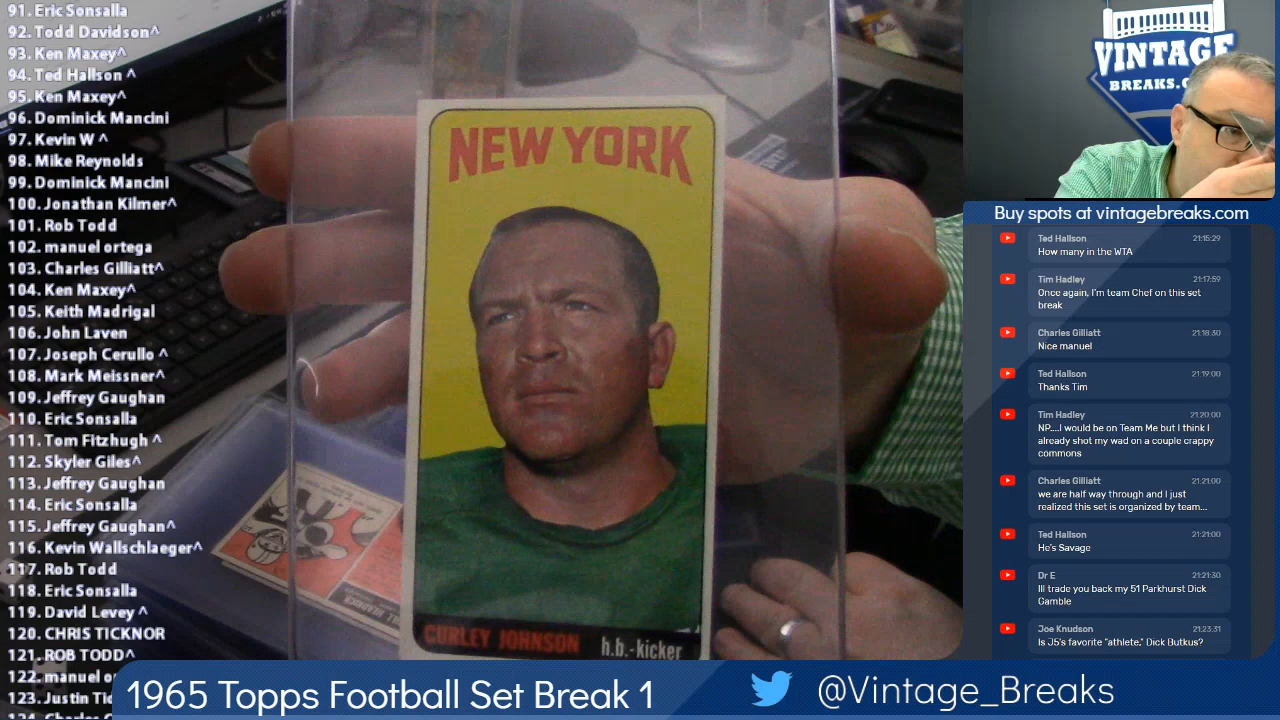 91. Eric Sonsalla
92. Todd Davidson^
93. Ken Maxey^
94. Ted Hallson ^
95. Ken Maxey^
96. Dominick Mancini
97. Kevin W ^
98. Mike Reynolds
99. Dominick Mancini
100. Jonathan Kilmer^
101. Rob Todd
102. manuel ortega
103. Charles Gilliatt^
104. Ken Maxey^
105. Keith Madrigal
106. John Laven
107. Joseph Cerullo ^
108. Mark Meissner^
109. Jeffrey Gaughan
110. Eric Sonsalla
111. Tom Fitzhugh ^
112. Skyler Giles^
113. Jeffrey Gaughan
114. Eric Sonsalla
115. Jeffrey Gaughan^
116. Kevin Wallschlaeger^
117. Rob Todd
118. Eric Sonsalla
119. David Levey ^
120. CHRIS TICKNOR
121. ROB TODD^
122. manuel
123. Justin
NEW YORK
CURLEY JOHNSON
h.b.-kicker
VINTAGE
BREAKS.
Buy spots at vintagebreaks.com
Ted Hallson 21:15:29
How many in the WTA
Tim Hadley 21:17:59
Once again, I'm team Chef on this set
break
Charles Gilliatt 21:18:30
Nice manuel
Ted Hallson 21:19:00
Thanks Tim
Tim Hadley 21:20:00
NP....I would be on Team Me but I think I
already shot my wad on a couple crappy
commons
Charles Gilliatt 21:21:00
we are half way through and I just
realized this set is organized by team...
Ted Hallson 21:21:00
He's Savage
Dr E 21:21:30
Ill trade you back my 51 Parkhurst Dick
Gamble
Joe Knudson 21:23:31
Is J5's favorite "athlete," Dick Butkus?
1965 Topps Football Set Break 1
@Vintage_Breaks